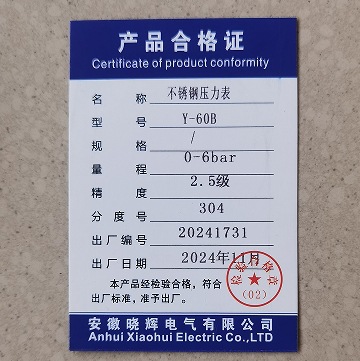 产品合格证
Certificate of product conformity
名 称 不锈钢压力表
型 号 Y-60B
规 格 /
量 程 0-6bar
精 度 2.5级
分 度 号 304
出厂编号 20241731
出厂日期 2024年11月
本产品经检验合格，符合
出厂标准，准予出厂。
(02)
安徽晓辉电气有限公司
Anhui Xiaohui Electric Co.,LTD